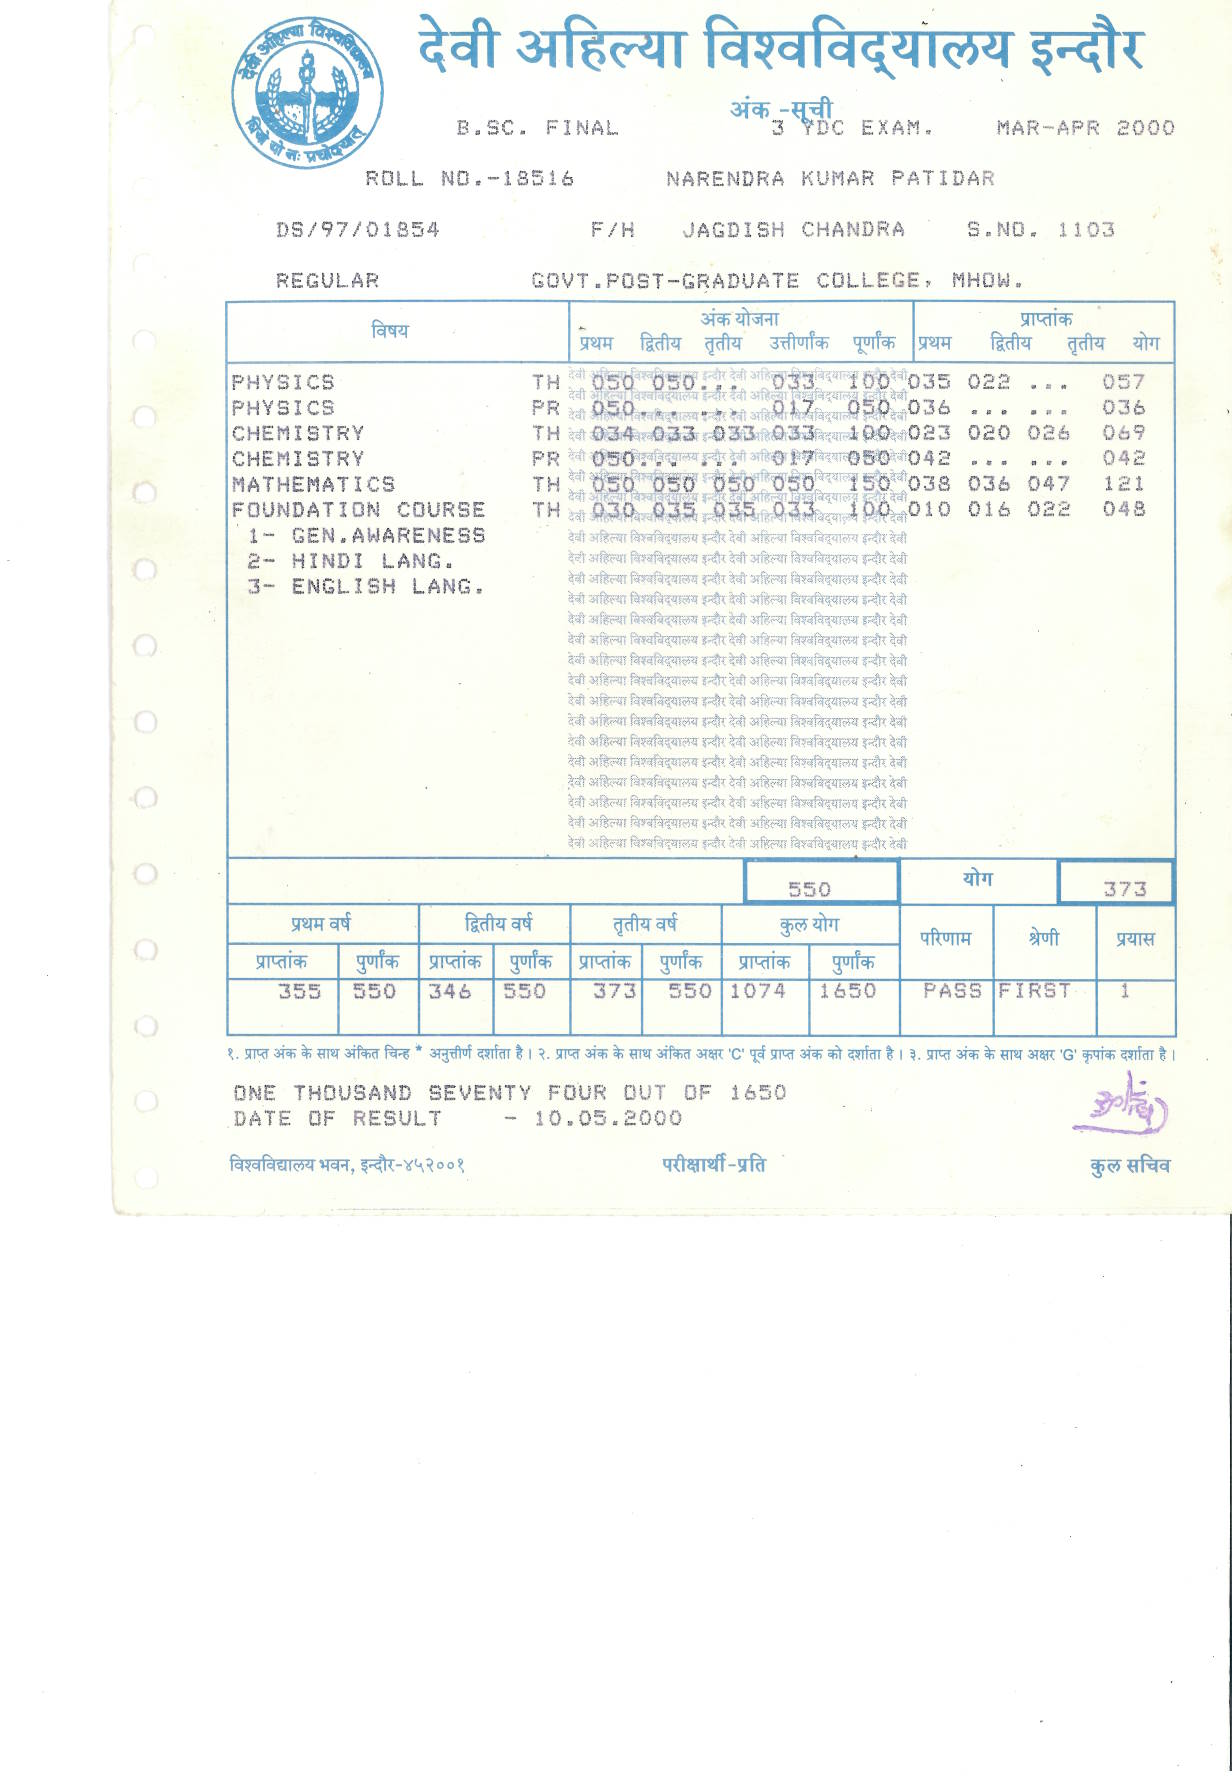 देवी अहिल्या विश्वविद्यालय
धियो यो नः प्रचोदयात्
देवी अहिल्या विश्वविद्यालय इन्दौर
अंक -सूची
B.SC. FINAL 3 YDC EXAM. MAR-APR 2000
ROLL NO.-18516 NARENDRA KUMAR PATIDAR
DS/97/01854 F/H JAGDISH CHANDRA S.NO. 1103
REGULAR GOVT.POST-GRADUATE COLLEGE, MHOW.
विषय अंक योजना प्राप्तांक
प्रथम द्वितीय तृतीय उत्तीर्णांक पूर्णांक प्रथम द्वितीय तृतीय योग
PHYSICS TH 050 050... 033 100 035 022 ... 057
PHYSICS PR 050... ... 017 050 036 ... ... 036
CHEMISTRY TH 034 033 033 033 100 023 020 026 069
CHEMISTRY PR 050... ... 017 050 042 ... ... 042
MATHEMATICS TH 050 050 050 050 150 038 036 047 121
FOUNDATION COURSE TH 030 035 035 033 100 010 016 022 048
1- GEN.AWARENESS
2- HINDI LANG.
3- ENGLISH LANG.
देवी अहिल्या विश्वविद्यालय इन्दौर देवी अहिल्या विश्वविद्यालय इन्दौर देवी
550 योग 373
प्रथम वर्ष द्वितीय वर्ष तृतीय वर्ष कुल योग परिणाम श्रेणी प्रयास
प्राप्तांक पुर्णांक प्राप्तांक पुर्णांक प्राप्तांक पुर्णांक प्राप्तांक पुर्णांक
355 550 346 550 373 550 1074 1650 PASS FIRST 1
१. प्राप्त अंक के साथ अंकित चिन्ह * अनुत्तीर्ण दर्शाता है। २. प्राप्त अंक के साथ अंकित अक्षर 'C' पूर्व प्राप्त अंक को दर्शाता है। ३. प्राप्त अंक के साथ अक्षर 'G' कृपांक दर्शाता है।
ONE THOUSAND SEVENTY FOUR OUT OF 1650
DATE OF RESULT - 10.05.2000
विश्वविद्यालय भवन, इन्दौर-४५२००१ परीक्षार्थी-प्रति कुल सचिव